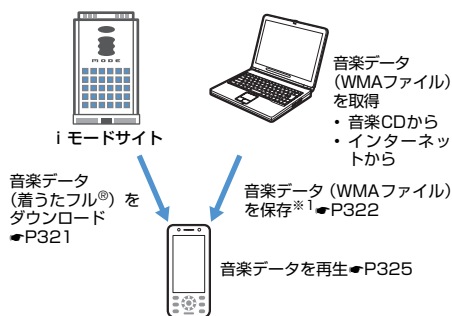 MODE
i モードサイト
音楽データ
(WMAファイル)
を取得
・ 音楽CDから
・ インターネッ
トから
音楽データ
(着うたフル®)を
ダウンロード
☛P321
音楽データ(WMAファイル)
を保存※1☛P322
音楽データを再生☛P325